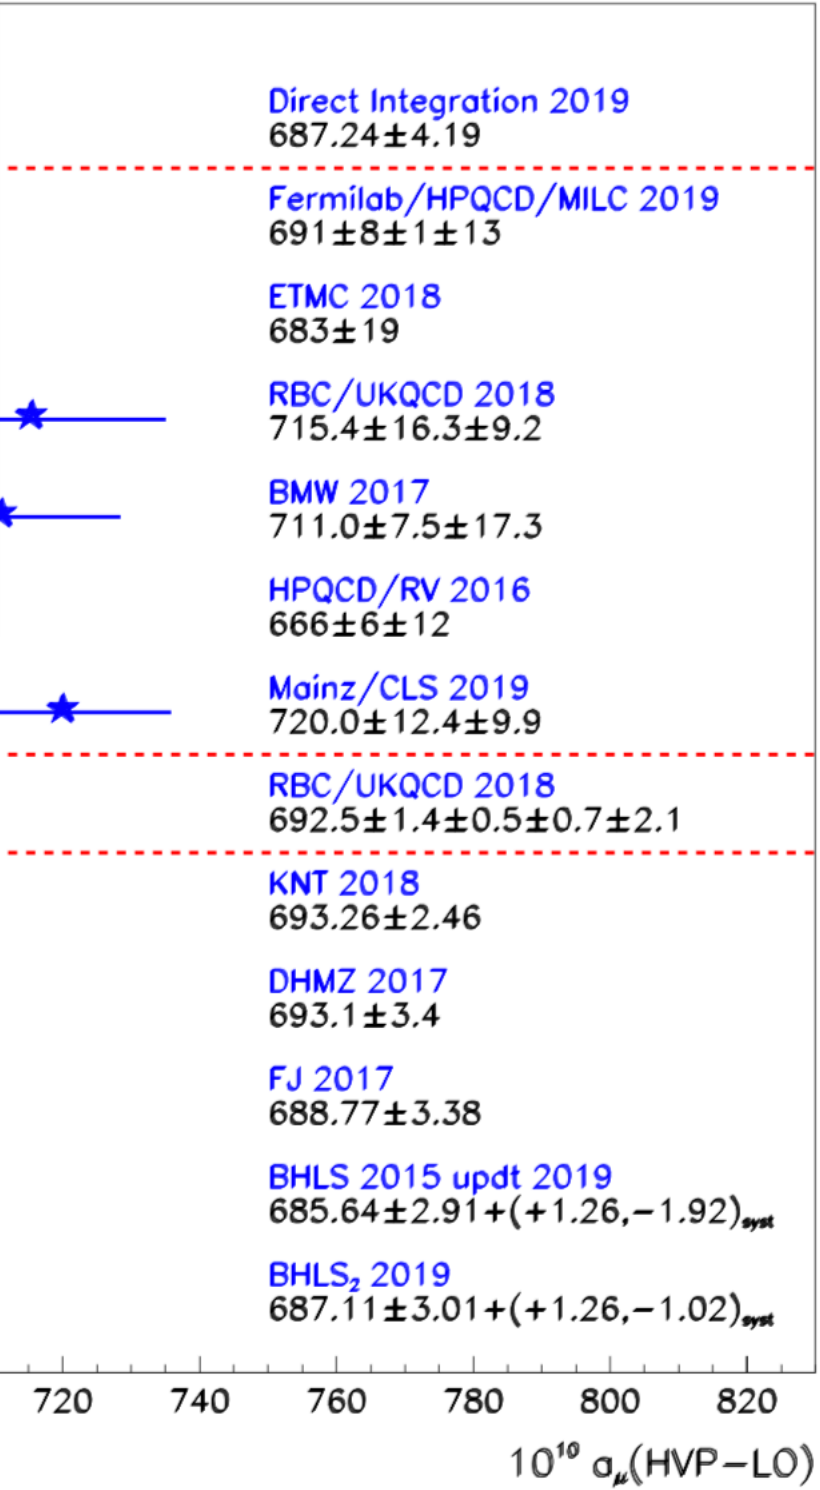 Direct Integration 2019
687.24±4.19
Fermilab/HPQCD/MILC 2019
691±8±1±13
ETMC 2018
683±19
RBC/UKQCD 2018
715.4±16.3±9.2
BMW 2017
711.0±7.5±17.3
HPQCD/RV 2016
666±6±12
Mainz/CLS 2019
720.0±12.4±9.9
RBC/UKQCD 2018
692.5±1.4±0.5±0.7±2.1
KNT 2018
693.26±2.46
DHMZ 2017
693.1±3.4
FJ 2017
688.77±3.38
BHLS 2015 updt 2019
685.64±2.91+(+1.26,−1.92)syst
BHLS₂ 2019
687.11±3.01+(+1.26,−1.02)syst
720 740 760 780 800 820
10¹⁰ aμ(HVP−LO)